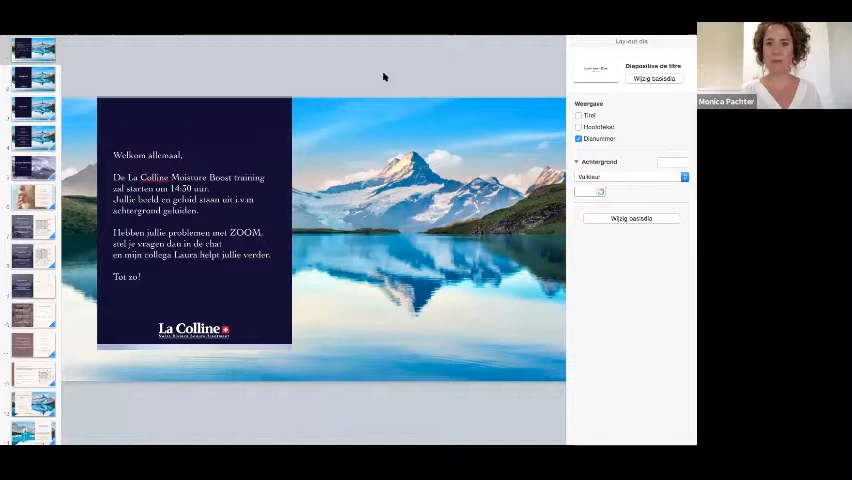 Lay-out dia
Diapositive de titre
Wijzig basisdia
Weergave
Titel
Hoofdtekst
Dianummer
Achtergrond
Vulkleur
Wijzig basisdia
Monica Pachter
Welkom allemaal,
De La Colline Moisture Boost training
zal starten om 14:50 uur.
Jullie beeld en geluid staan uit i.v.m
achtergrond geluiden.
Hebben jullie problemen met ZOOM,
stel je vragen dan in de chat
en mijn collega Laura helpt jullie verder.
Tot zo!
La Colline